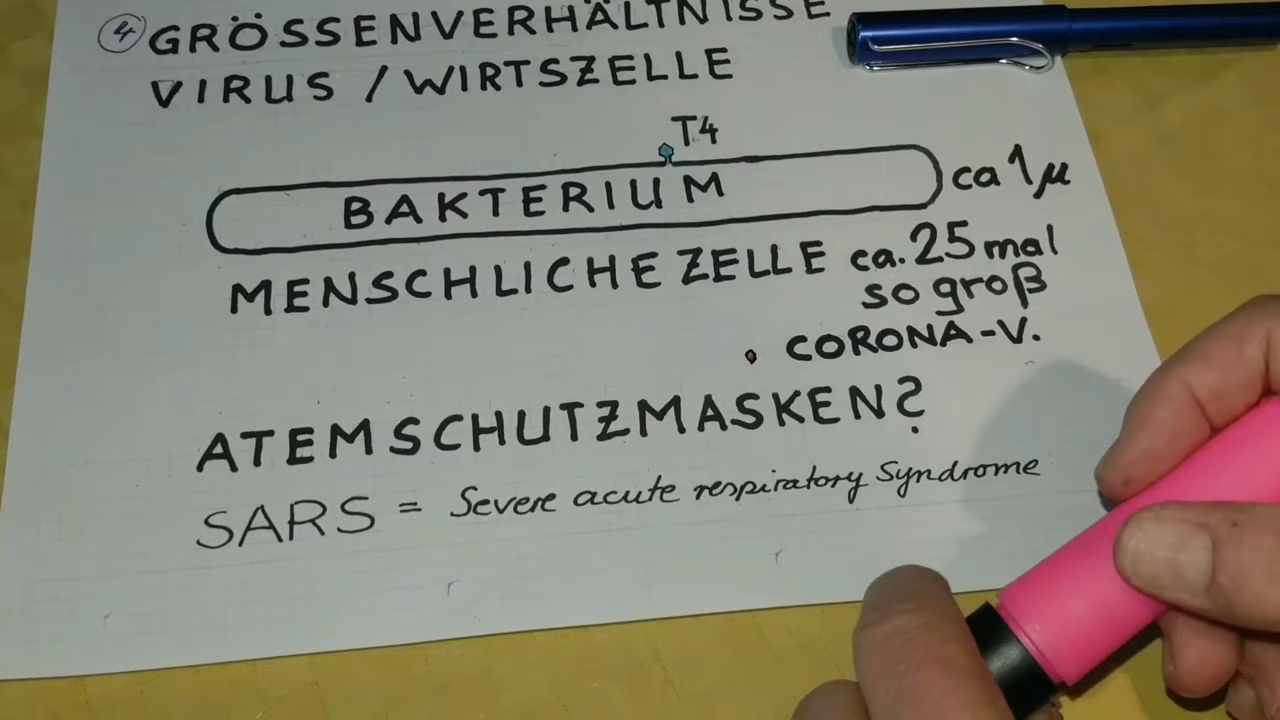 ④ GRÖSSENVERHÄLTNISSE
VIRUS / WIRTSZELLE
T4
BAKTERIUM
ca 1µ
MENSCHLICHE ZELLE ca. 25 mal
so groß
CORONA-V.
ATEMSCHUTZMASKEN?
SARS = Severe acute respiratory Syndrome